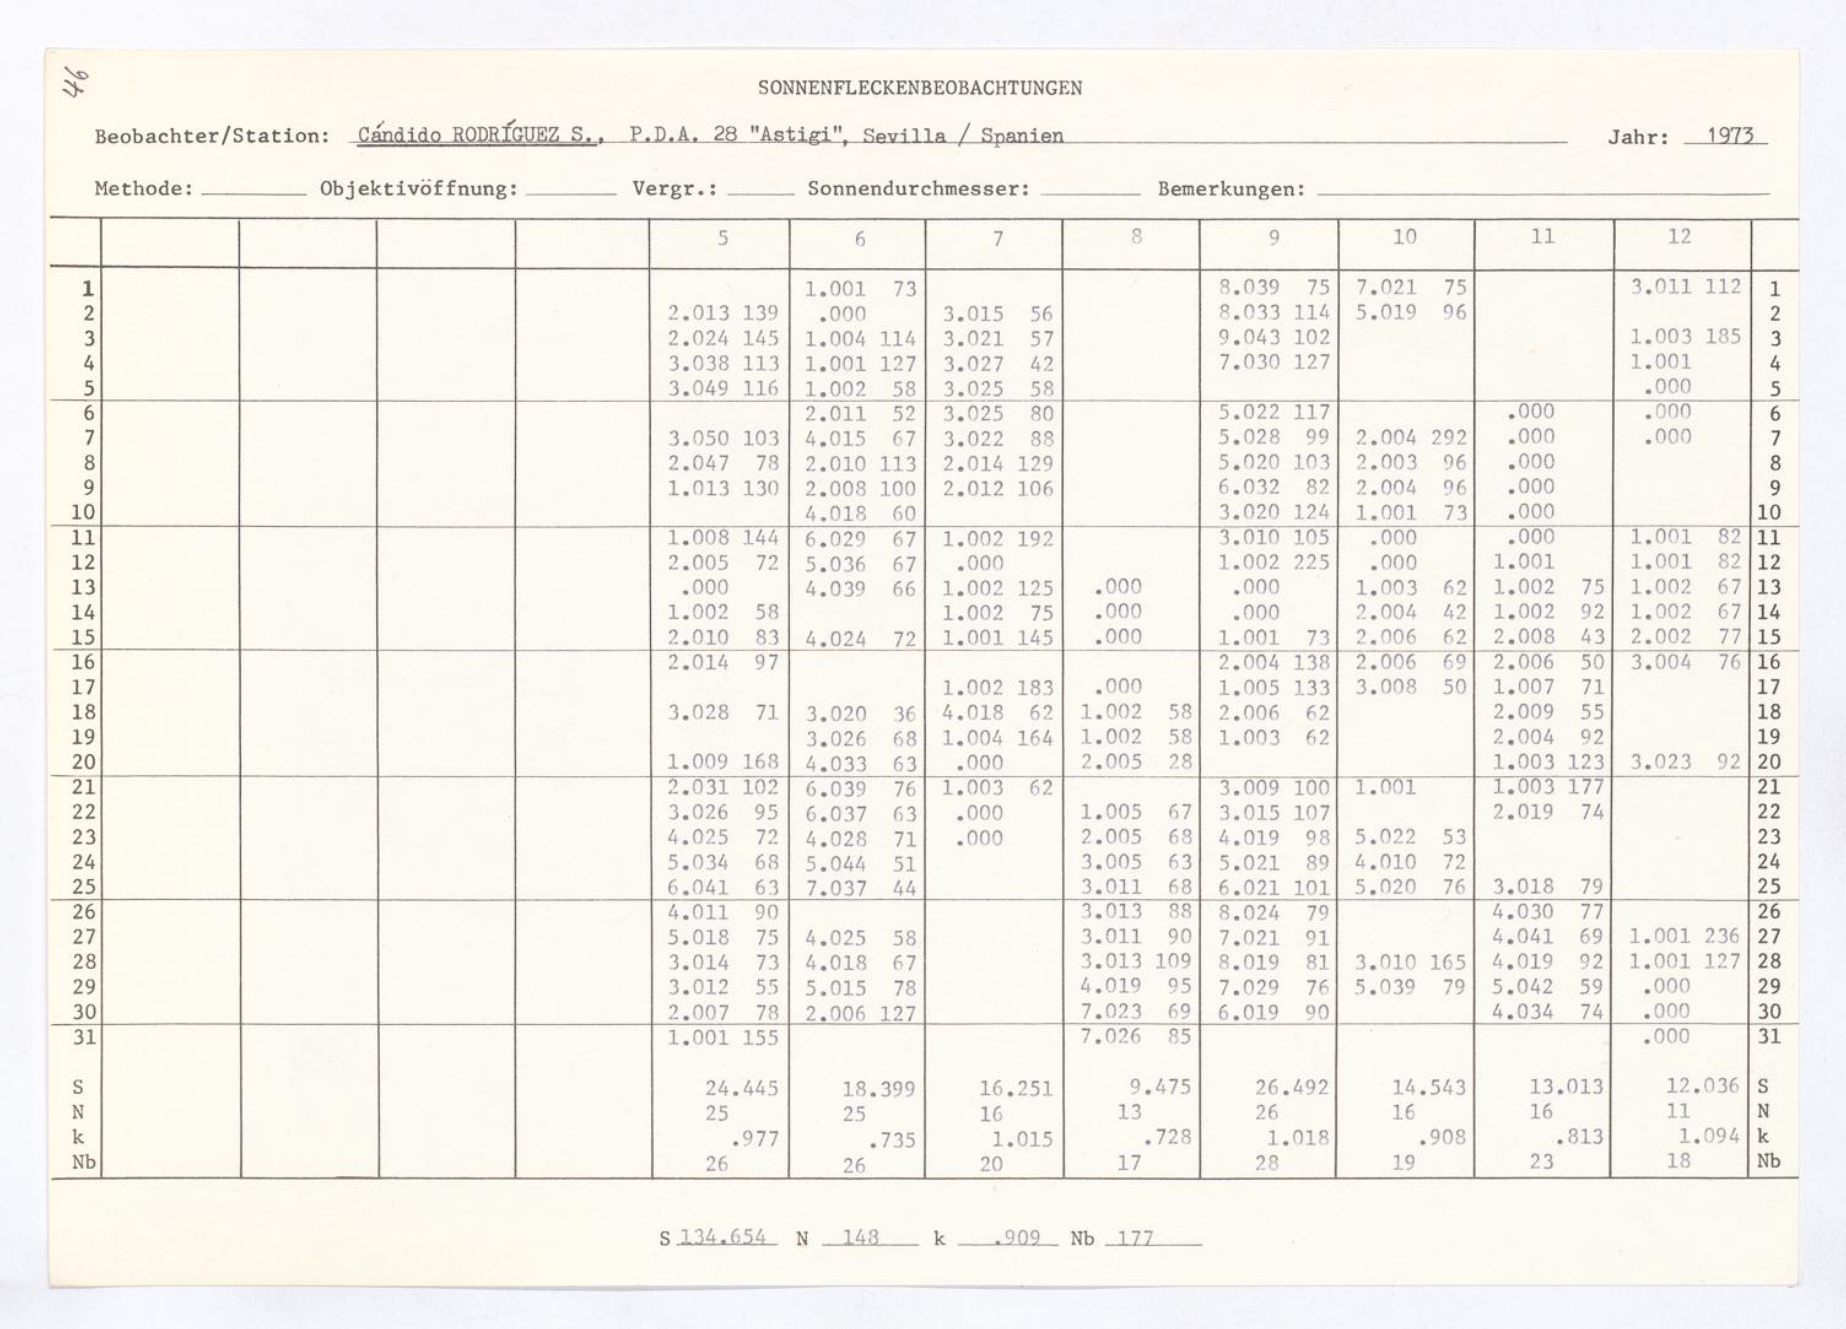 46
SONNENFLECKENBEOBACHTUNGEN
Beobachter/Station: Cándido RODRÍGUEZ S., P.D.A. 28 "Astigi", Sevilla / Spanien Jahr: 1973
Methode: Objektivöffnung: Vergr.: Sonnendurchmesser: Bemerkungen:
5 6 7 8 9 10 11 12
1 1.001 73 8.039 75 7.021 75 3.011 112 1
2 2.013 139 .000 3.015 56 8.033 114 5.019 96 2
3 2.024 145 1.004 114 3.021 57 9.043 102 1.003 185 3
4 3.038 113 1.001 127 3.027 42 7.030 127 1.001 4
5 3.049 116 1.002 58 3.025 58 .000 5
6 2.011 52 3.025 80 5.022 117 .000 .000 6
7 3.050 103 4.015 67 3.022 88 5.028 99 2.004 292 .000 .000 7
8 2.047 78 2.010 113 2.014 129 5.020 103 2.003 96 .000 8
9 1.013 130 2.008 100 2.012 106 6.032 82 2.004 96 .000 9
10 4.018 60 3.020 124 1.001 73 .000 10
11 1.008 144 6.029 67 1.002 192 3.010 105 .000 .000 1.001 82 11
12 2.005 72 5.036 67 .000 1.002 225 .000 1.001 1.001 82 12
13 .000 4.039 66 1.002 125 .000 .000 1.003 62 1.002 75 1.002 67 13
14 1.002 58 1.002 75 .000 .000 2.004 42 1.002 92 1.002 67 14
15 2.010 83 4.024 72 1.001 145 .000 1.001 73 2.006 62 2.008 43 2.002 77 15
16 2.014 97 2.004 138 2.006 69 2.006 50 3.004 76 16
17 1.002 183 .000 1.005 133 3.008 50 1.007 71 17
18 3.028 71 3.020 36 4.018 62 1.002 58 2.006 62 2.009 55 18
19 3.026 68 1.004 164 1.002 58 1.003 62 2.004 92 19
20 1.009 168 4.033 63 .000 2.005 28 1.003 123 3.023 92 20
21 2.031 102 6.039 76 1.003 62 3.009 100 1.001 1.003 177 21
22 3.026 95 6.037 63 .000 1.005 67 3.015 107 2.019 74 22
23 4.025 72 4.028 71 .000 2.005 68 4.019 98 5.022 53 23
24 5.034 68 5.044 51 3.005 63 5.021 89 4.010 72 24
25 6.041 63 7.037 44 3.011 68 6.021 101 5.020 76 3.018 79 25
26 4.011 90 3.013 88 8.024 79 4.030 77 26
27 5.018 75 4.025 58 3.011 90 7.021 91 4.041 69 1.001 236 27
28 3.014 73 4.018 67 3.013 109 8.019 81 3.010 165 4.019 92 1.001 127 28
29 3.012 55 5.015 78 4.019 95 7.029 76 5.039 79 5.042 59 .000 29
30 2.007 78 2.006 127 7.023 69 6.019 90 4.034 74 .000 30
31 1.001 155 7.026 85 .000 31
S 24.445 18.399 16.251 9.475 26.492 14.543 13.013 12.036 S
N 25 25 16 13 26 16 16 11 N
k .977 .735 1.015 .728 1.018 .908 .813 1.094 k
Nb 26 26 20 17 28 19 23 18 Nb
S 134.654 N 148 k .909 Nb 177